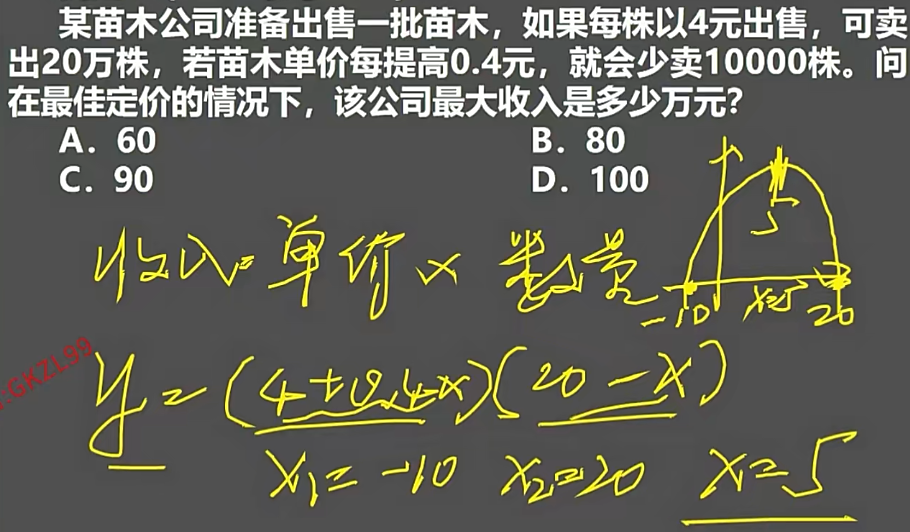 某苗木公司准备出售一批苗木，如果每株以4元出售，可卖
出20万株，若苗木单价每提高0.4元，就会少卖10000株。问
在最佳定价的情况下，该公司最大收入是多少万元？
A. 60 B. 80
C. 90 D. 100
5
收入=单价×数量
-10 x=5 20
:GKZL99
y=(4+0.4x)(20-x)
x₁=-10 x₂=20 x=5